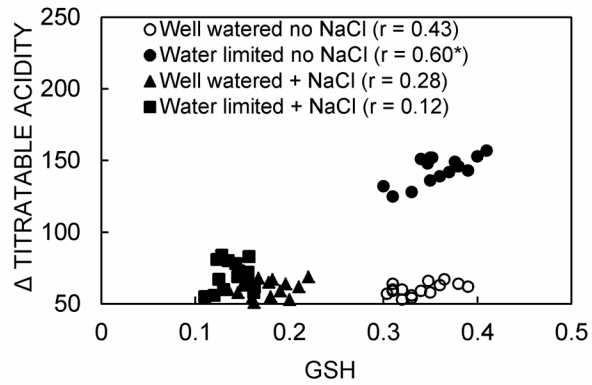 250
Well watered no NaCl (r = 0.43)
Water limited no NaCl (r = 0.60*)
Well watered + NaCl (r = 0.28)
Water limited + NaCl (r = 0.12)
200
150
100
50
Δ TITRATABLE ACIDITY
0 0.1 0.2 0.3 0.4 0.5
GSH